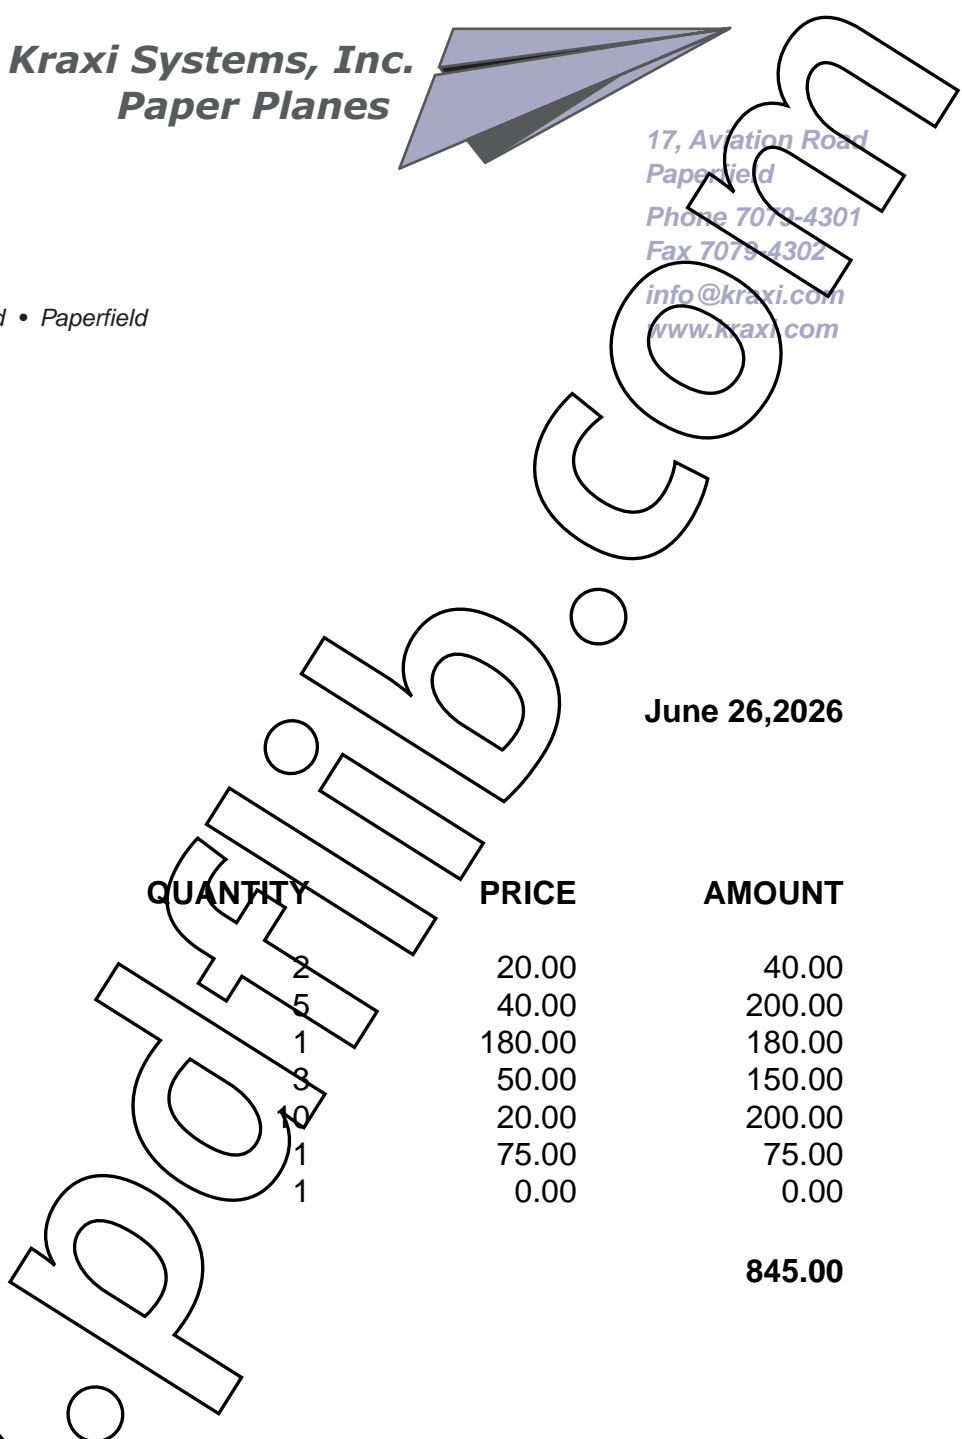 Kraxi Systems, Inc.
Paper Planes
17, Aviation Road
Paperfield
Phone 7079-4301
Fax 7079-4302
info@kraxi.com
www.kraxi.com
• Paperfield
June 26,2026
QUANTITY PRICE AMOUNT
2 20.00 40.00
5 40.00 200.00
1 180.00 180.00
3 50.00 150.00
10 20.00 200.00
1 75.00 75.00
1 0.00 0.00
845.00
.pdflib.com